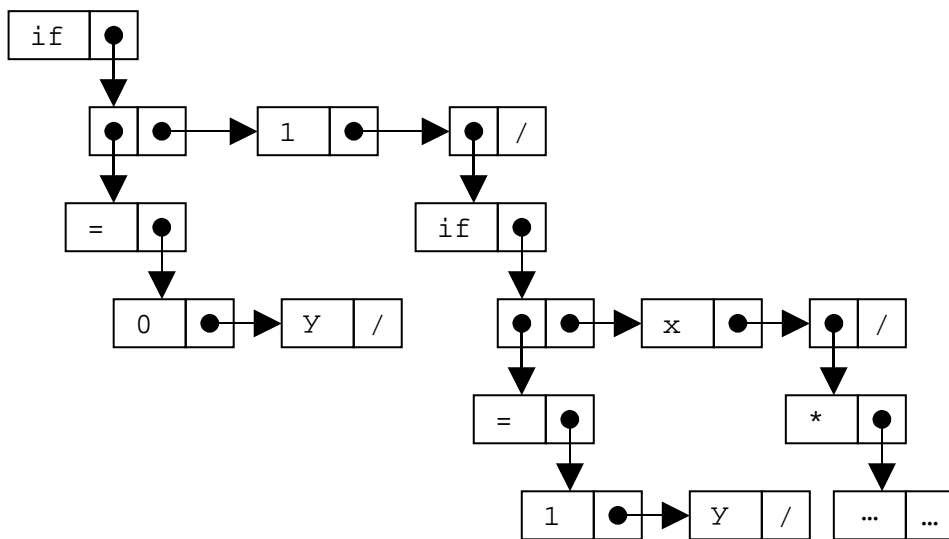 if
1 /
= if
0 y / x /
= *
1 y / … …